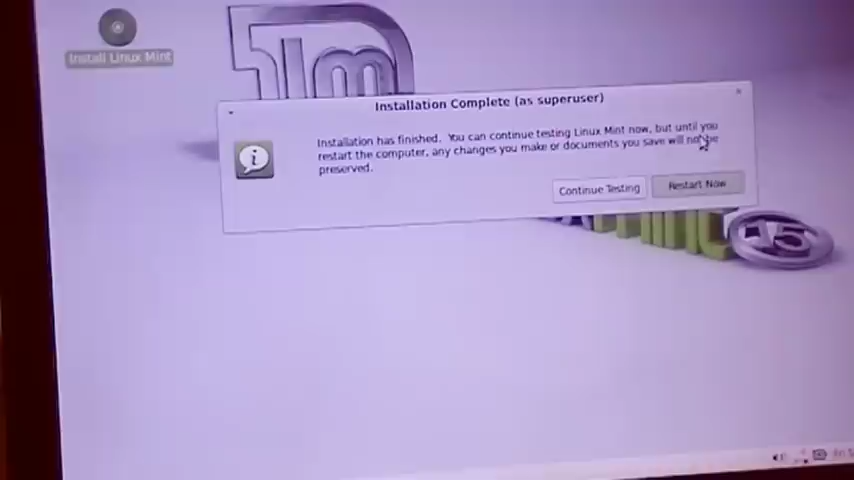 Install Linux Mint
Installation Complete (as superuser)
Installation has finished. You can continue testing Linux Mint now, but until you
restart the computer, any changes you make or documents you save will not be
preserved.
Continue Testing
Restart Now
15
Fri